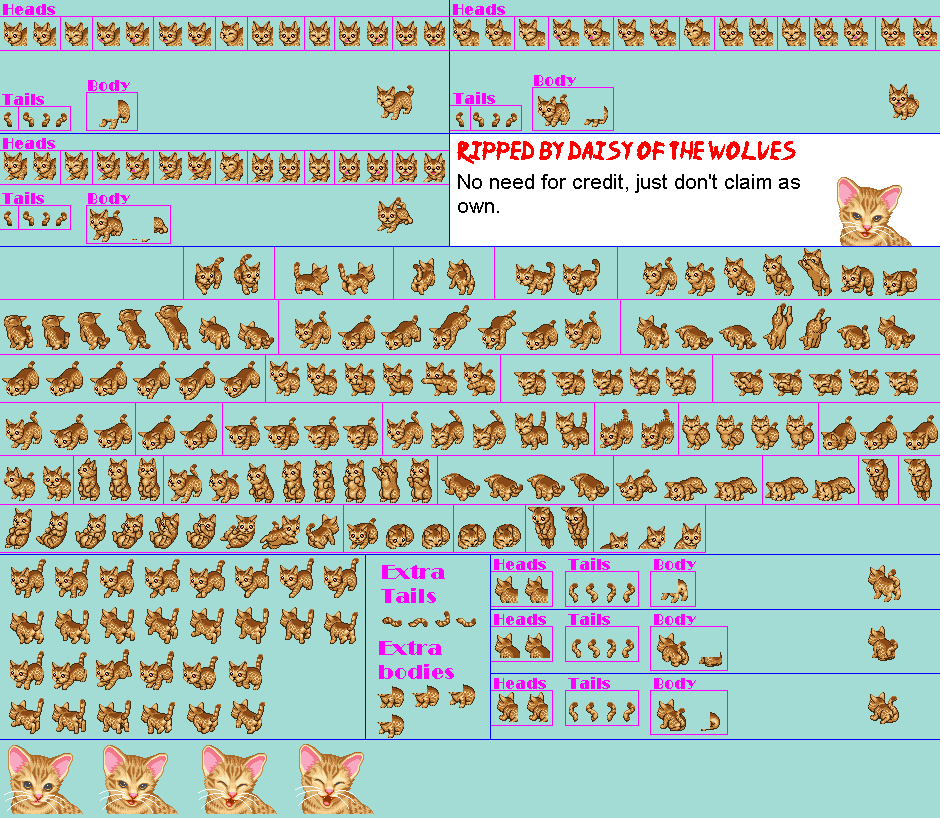 Heads
Heads
Tails
Body
Tails
Body
Heads
Tails
Body
RIPPED BY DAISY OF THE WOLVES
No need for credit, just don't claim as
own.
Extra
Tails
Extra
bodies
Heads
Tails
Body
Heads
Tails
Body
Heads
Tails
Body